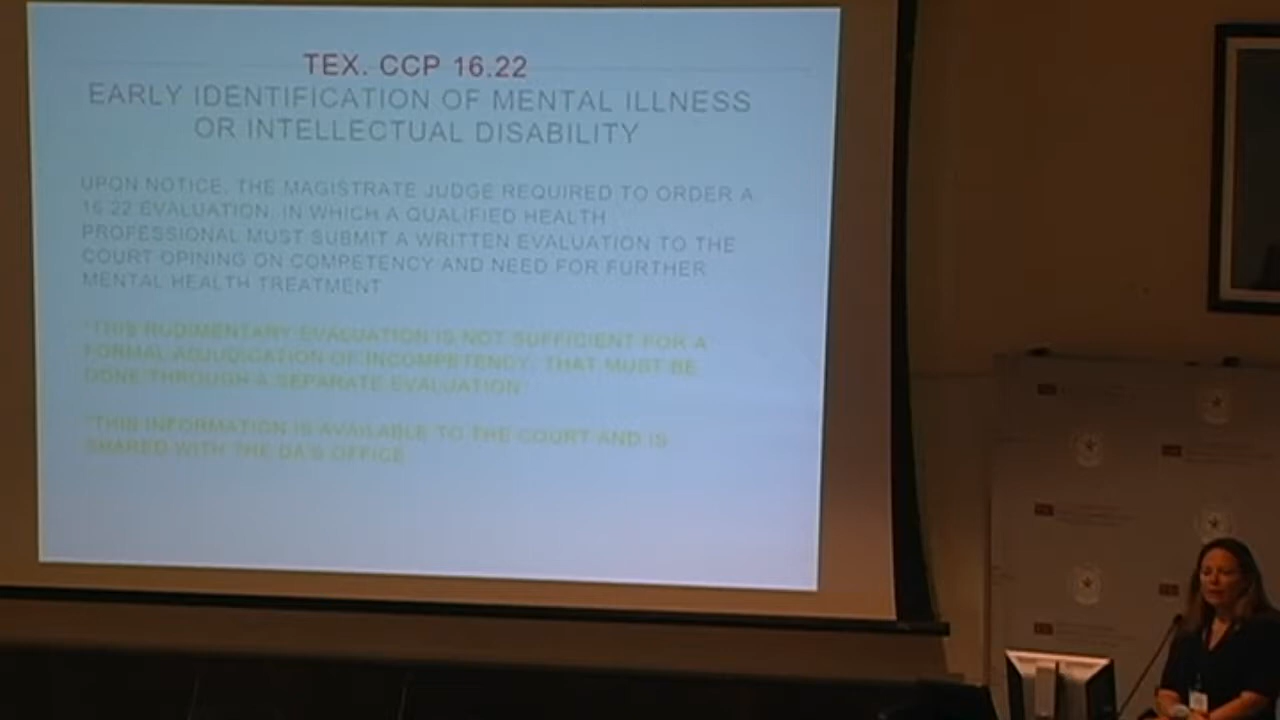 TEX. CCP 16.22
EARLY IDENTIFICATION OF MENTAL ILLNESS
OR INTELLECTUAL DISABILITY
UPON NOTICE, THE MAGISTRATE JUDGE REQUIRED TO ORDER A
16.22 EVALUATION, IN WHICH A QUALIFIED HEALTH
PROFESSIONAL MUST SUBMIT A WRITTEN EVALUATION TO THE
COURT OPINING ON COMPETENCY AND NEED FOR FURTHER
MENTAL HEALTH TREATMENT
*THIS RUDIMENTARY EVALUATION IS NOT SUFFICIENT FOR A
FORMAL ADJUDICATION OF INCOMPETENCY, THAT MUST BE
DONE THROUGH A SEPARATE EVALUATION
*THIS INFORMATION IS AVAILABLE TO THE COURT AND IS
SHARED WITH THE DA'S OFFICE